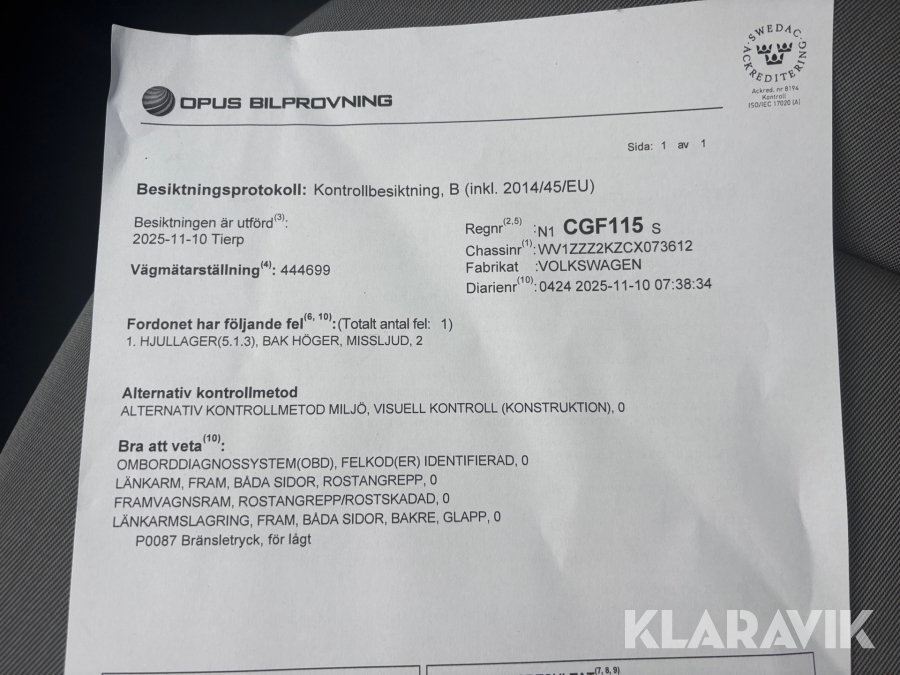 OPUS BILPROVNING
SWEDAC
ACKREDITERING
Ackred. nr 8194
Kontroll
ISO/IEC 17020 (A)
Sida: 1 av 1
Besiktningsprotokoll: Kontrollbesiktning, B (inkl. 2014/45/EU)
Besiktningen är utförd(3):
2025-11-10 Tierp
Vägmätarställning(4): 444699
Regnr(2,5) :N1 CGF115 S
Chassinr(1):WV1ZZZ2KZCX073612
Fabrikat :VOLKSWAGEN
Diarienr(10):0424 2025-11-10 07:38:34
Fordonet har följande fel(6, 10):(Totalt antal fel: 1)
1. HJULLAGER(5.1.3), BAK HÖGER, MISSLJUD, 2
Alternativ kontrollmetod
ALTERNATIV KONTROLLMETOD MILJÖ, VISUELL KONTROLL (KONSTRUKTION), 0
Bra att veta(10):
OMBORDDIAGNOSSYSTEM(OBD), FELKOD(ER) IDENTIFIERAD, 0
LÄNKARM, FRAM, BÅDA SIDOR, ROSTANGREPP, 0
FRAMVAGNSRAM, ROSTANGREPP/ROSTSKADAD, 0
LÄNKARMSLAGRING, FRAM, BÅDA SIDOR, BAKRE, GLAPP, 0
P0087 Bränsletryck, för lågt
(7, 8, 9)
KLARAVIK